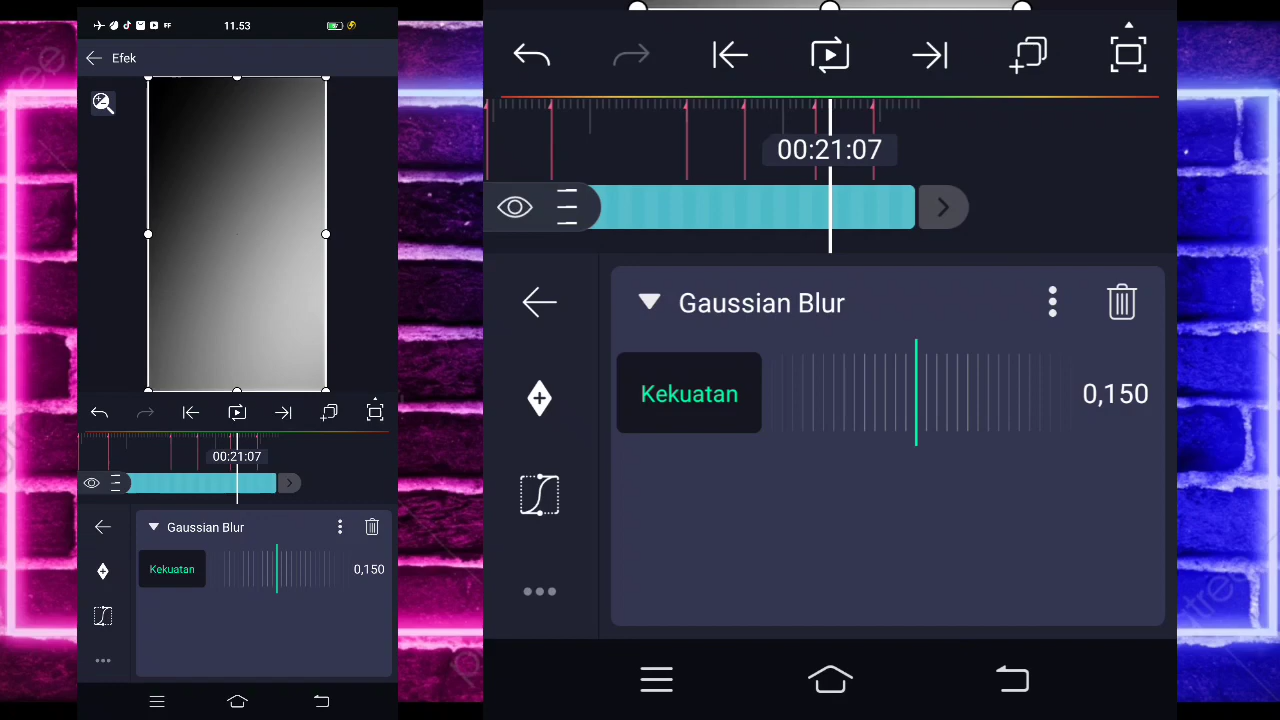 11.53
Efek
00:21:07
Gaussian Blur
Kekuatan
0,150
00:21:07
Gaussian Blur
Kekuatan
0,150